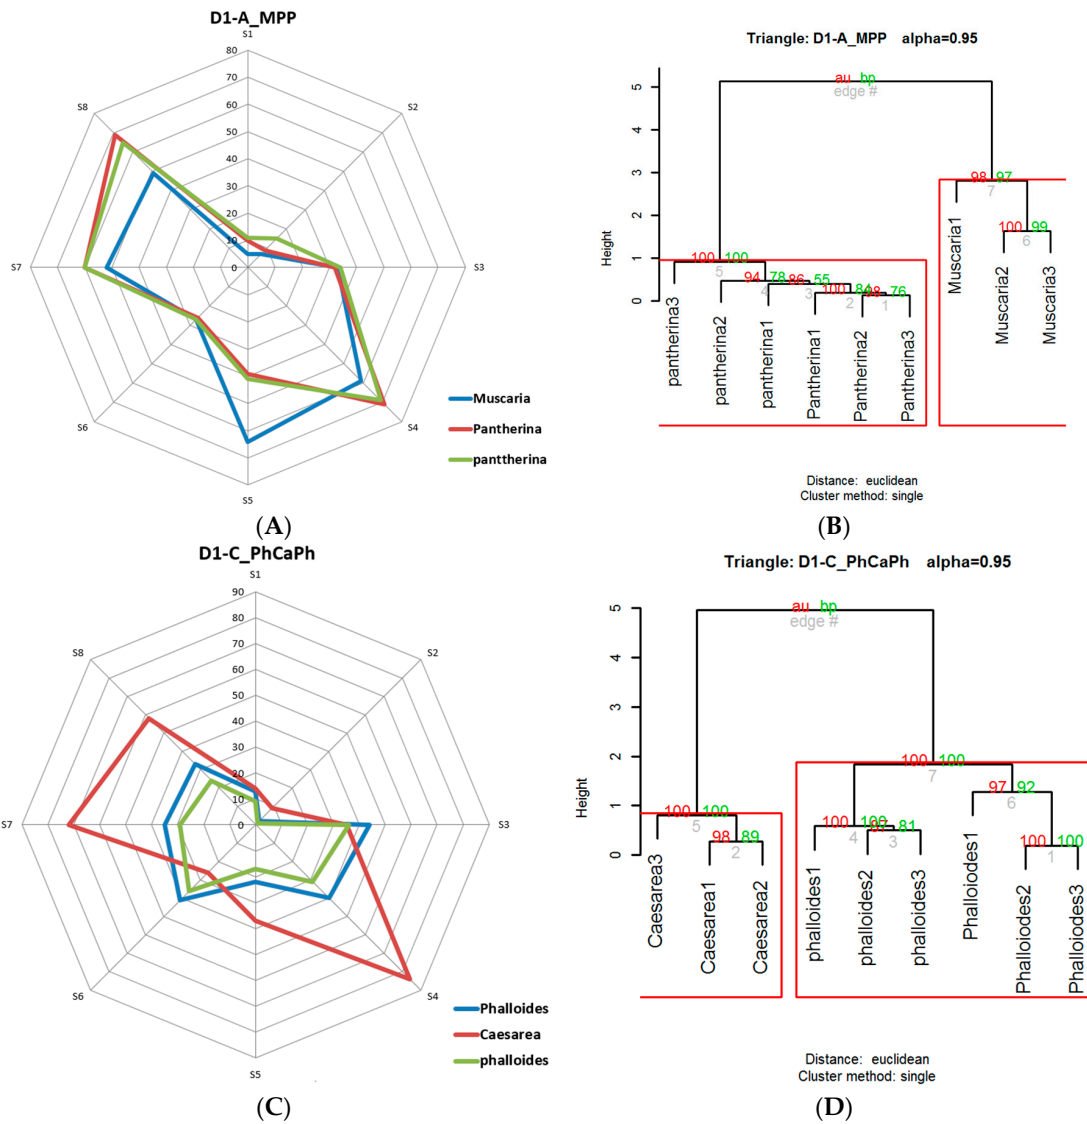 D1-A_MPP
S1
80
70
60
50
40
30
20
10
0
S2
S3
S4
S5
S6
S7
S8
Muscaria
Pantherina
panttherina
(A)
Triangle: D1-A_MPP alpha=0.95
Height
5
4
3
2
1
0
au bp
edge #
98 97
7
100 99
6
100 100
5
94 78
4
86 55
3
100 84
2
98 76
1
pantherina3
pantherina2
pantherina1
Pantherina1
Pantherina2
Pantherina3
Muscaria1
Muscaria2
Muscaria3
Distance: euclidean
Cluster method: single
(B)
D1-C_PhCaPh
S1
90
80
70
60
50
40
30
20
10
0
S2
S3
S4
S5
S6
S7
S8
Phalloides
Caesarea
phalloides
(C)
Triangle: D1-C_PhCaPh alpha=0.95
Height
5
4
3
2
1
0
au bp
edge #
100 100
7
97 92
6
100 100
5
100 100
4
81
3
98 89
2
100 100
1
Caesarea3
Caesarea1
Caesarea2
phalloides1
phalloides2
phalloides3
Phalloiodes1
Phalloiodes2
Phalloiodes3
Distance: euclidean
Cluster method: single
(D)